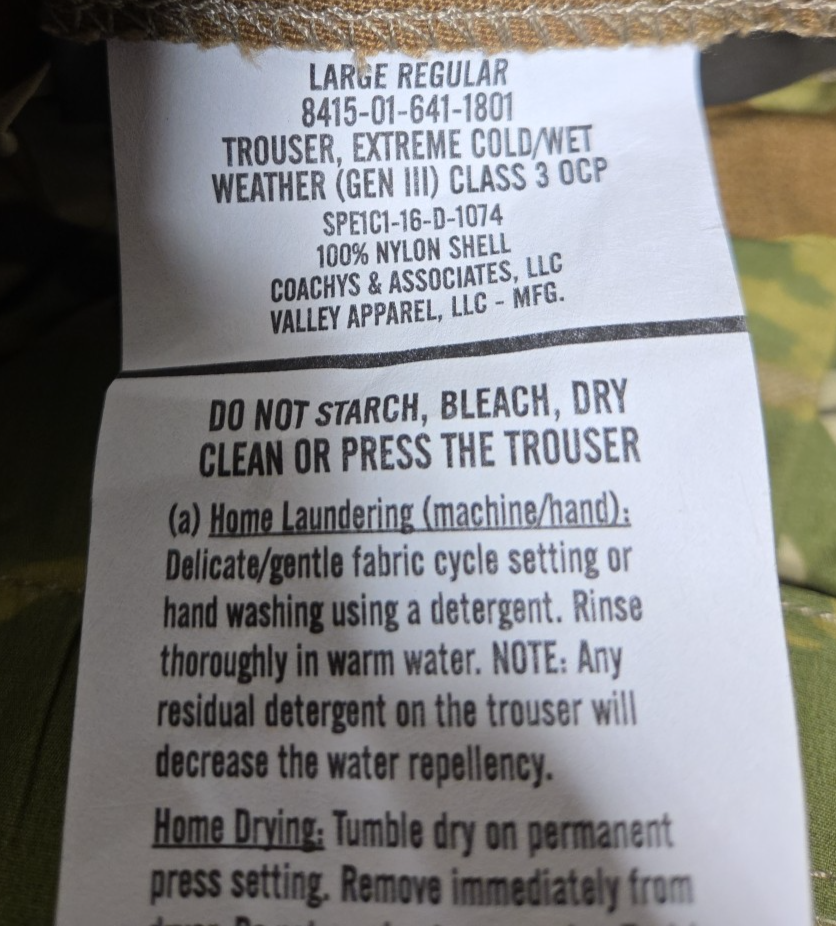 LARGE REGULAR
8415-01-641-1801
TROUSER, EXTREME COLD/WET
WEATHER (GEN III) CLASS 3 OCP
SPE1C1-16-D-1074
100% NYLON SHELL
COACHYS & ASSOCIATES, LLC
VALLEY APPAREL, LLC - MFG.
DO NOT STARCH, BLEACH, DRY
CLEAN OR PRESS THE TROUSER
(a) Home Laundering (machine/hand):
Delicate/gentle fabric cycle setting or
hand washing using a detergent. Rinse
thoroughly in warm water. NOTE: Any
residual detergent on the trouser will
decrease the water repellency.
Home Drying: Tumble dry on permanent
press setting. Remove immediately from